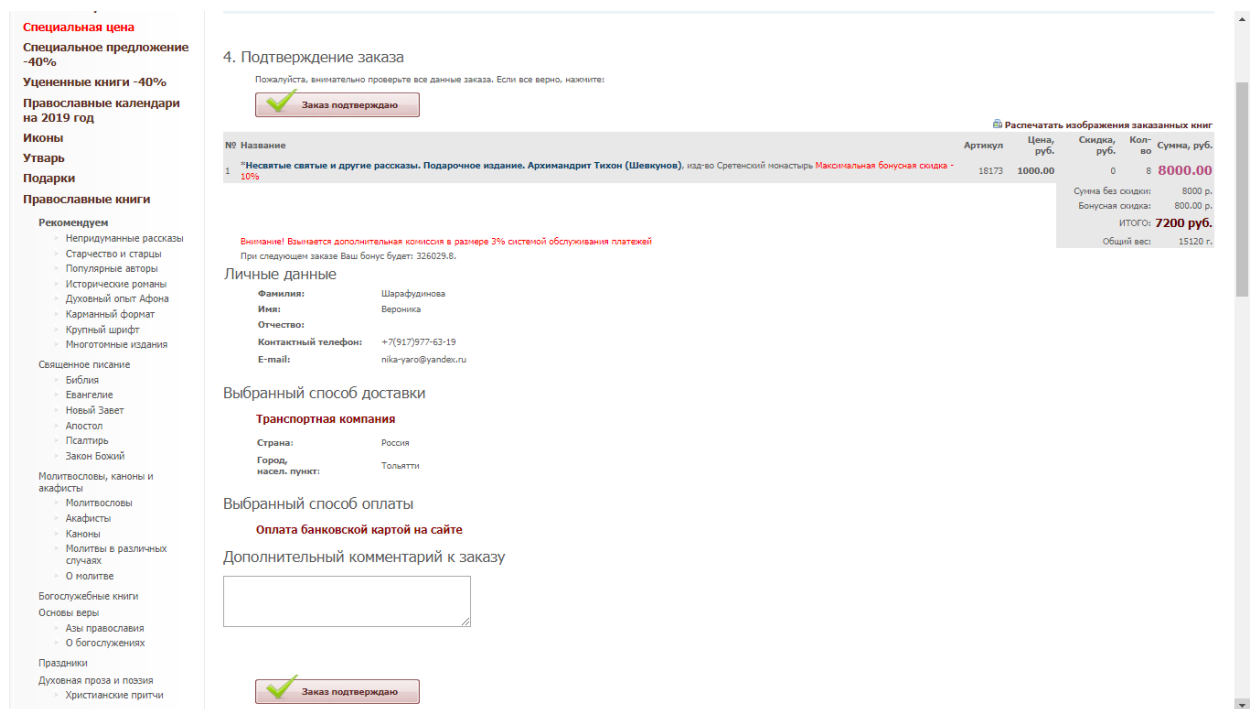 Специальная цена
Специальное предложение
-40%
Уцененные книги -40%
Православные календари
на 2019 год
Иконы
Утварь
Подарки
Православные книги
Рекомендуем
Непридуманные рассказы
Старчество и старцы
Популярные авторы
Исторические романы
Духовный опыт Афона
Карманный формат
Крупный шрифт
Многотомные издания
Священное писание
Библия
Евангелие
Новый Завет
Апостол
Псалтирь
Закон Божий
Молитвословы, каноны и
акафисты
Молитвословы
Акафисты
Каноны
Молитвы в различных
случаях
О молитве
Богослужебные книги
Основы веры
Азы православия
О богослужениях
Праздники
Духовная проза и поэзия
Христианские притчи
4. Подтверждение заказа
Пожалуйста, внимательно проверьте все данные заказа. Если все верно, нажмите:
Заказ подтверждаю
Распечатать изображения заказанных книг
№ Название Артикул Цена, руб. Скидка, руб. Кол-во Сумма, руб.
1 *Несвятые святые и другие рассказы. Подарочное издание. Архимандрит Тихон (Шевкунов), изд-во Сретенский монастырь Максимальная бонусная скидка -
10% 18173 1000.00 0 8 8000.00
Сумма без скидки: 8000 р.
Бонусная скидка: 800.00 р.
ИТОГО: 7200 руб.
Общий вес: 15120 г.
Внимание! Взымается дополнительная комиссия в размере 3% системой обслуживания платежей
При следующем заказе Ваш бонус будет: 326029.8.
Личные данные
Фамилия: Шарафудинова
Имя: Вероника
Отчество:
Контактный телефон: +7(917)977-63-19
E-mail: nika-yaro@yandex.ru
Выбранный способ доставки
Транспортная компания
Страна: Россия
Город,
насел. пункт: Тольятти
Выбранный способ оплаты
Оплата банковской картой на сайте
Дополнительный комментарий к заказу
Заказ подтверждаю